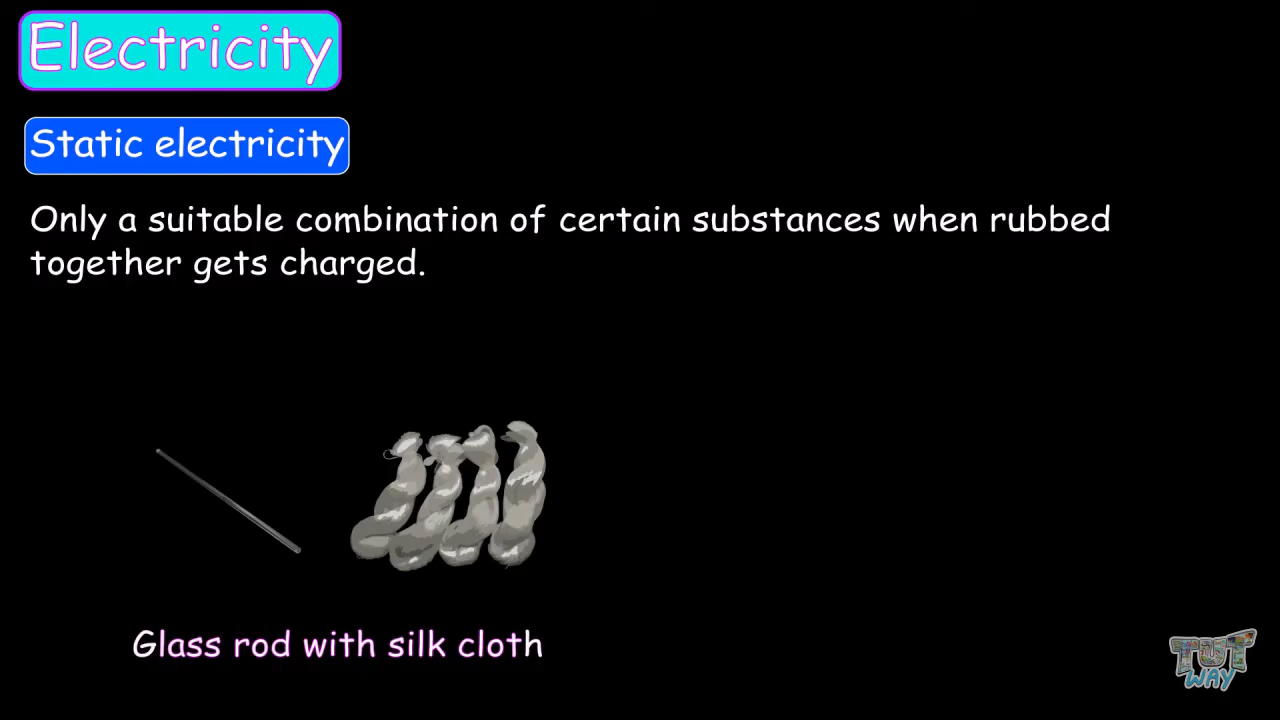 Electricity
Static electricity
Only a suitable combination of certain substances when rubbed
together gets charged.
Glass rod with silk cloth
TUT
WAY